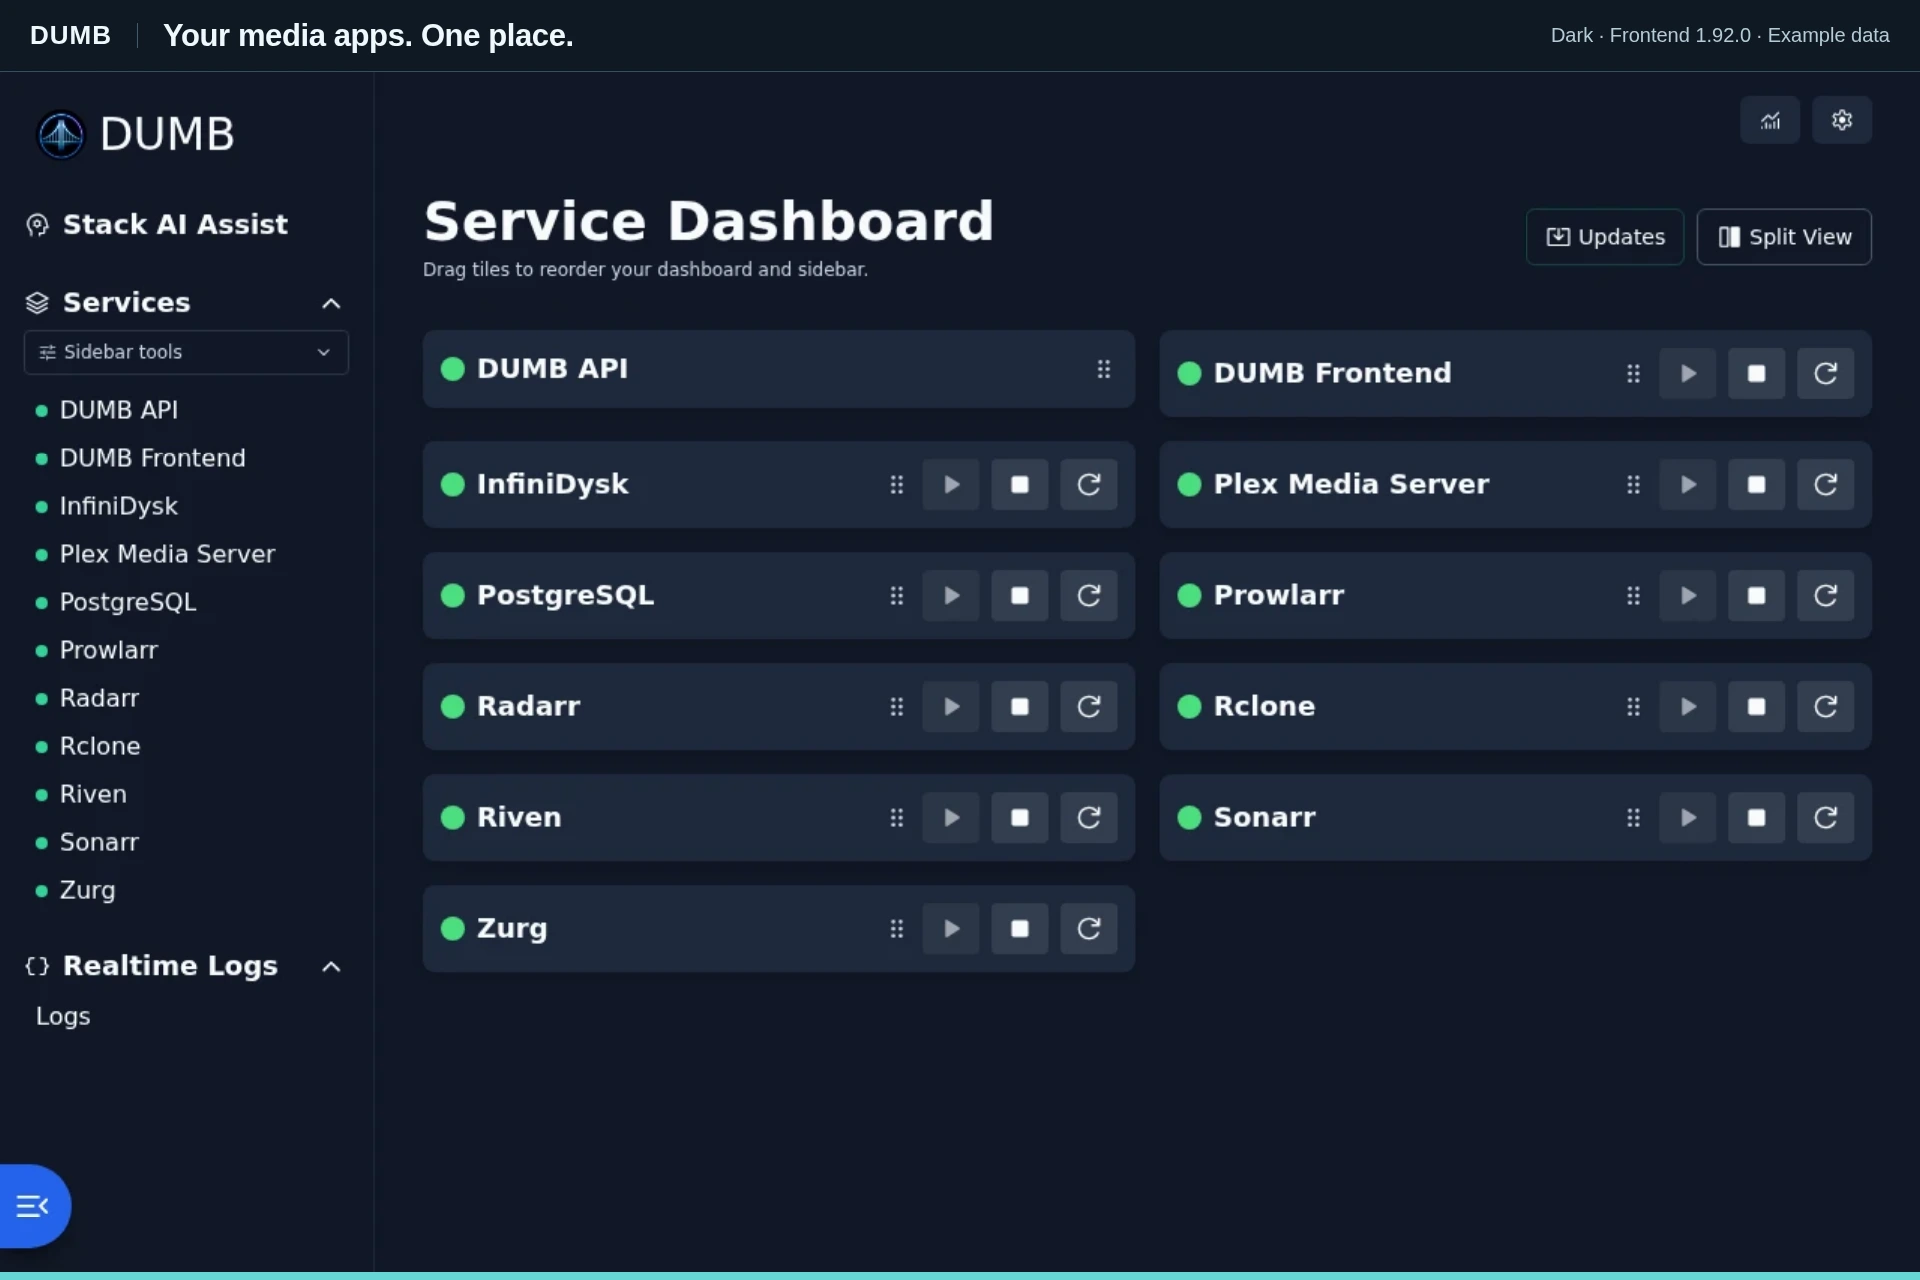 DUMB
Your media apps. One place.
Dark · Frontend 1.92.0 · Example data
DUMB
Stack AI Assist
Services
Sidebar tools
DUMB API
DUMB Frontend
InfiniDysk
Plex Media Server
PostgreSQL
Prowlarr
Radarr
Rclone
Riven
Sonarr
Zurg
Realtime Logs
Logs
Service Dashboard
Drag tiles to reorder your dashboard and sidebar.
Updates
Split View
DUMB API
DUMB Frontend
InfiniDysk
Plex Media Server
PostgreSQL
Prowlarr
Radarr
Rclone
Riven
Sonarr
Zurg